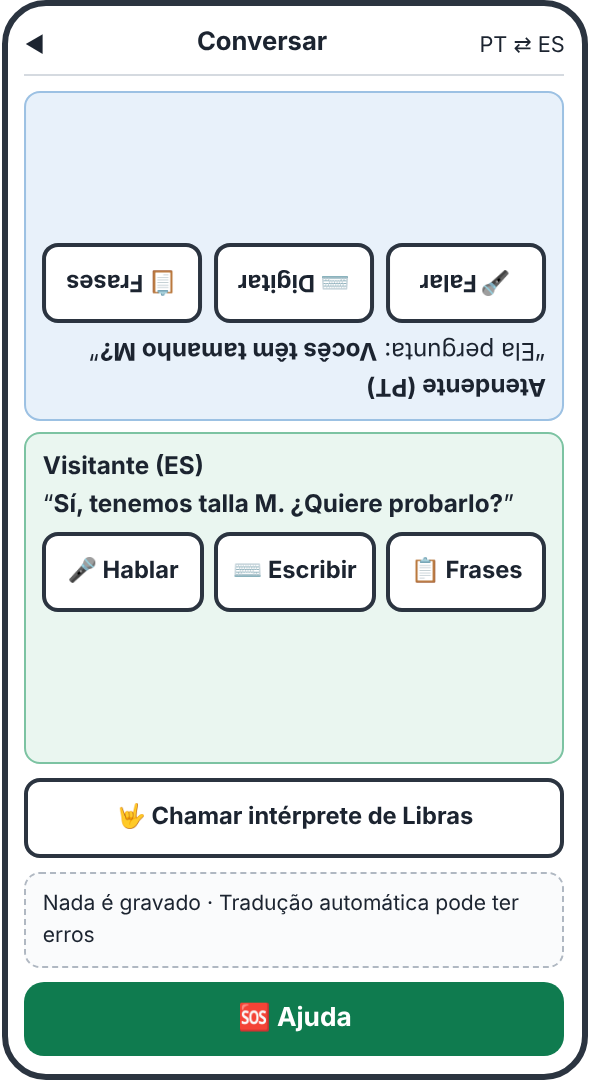 ◀ Conversar PT ⇄ ES
Atendente (PT)
"Ela pergunta: Vocês têm tamanho M?"
🎤 Falar ⌨️ Digitar 📋 Frases
Visitante (ES)
“Sí, tenemos talla M. ¿Quiere probarlo?”
🎤 Hablar ⌨️ Escribir 📋 Frases
🤟 Chamar intérprete de Libras
Nada é gravado · Tradução automática pode ter
erros
🆘 Ajuda